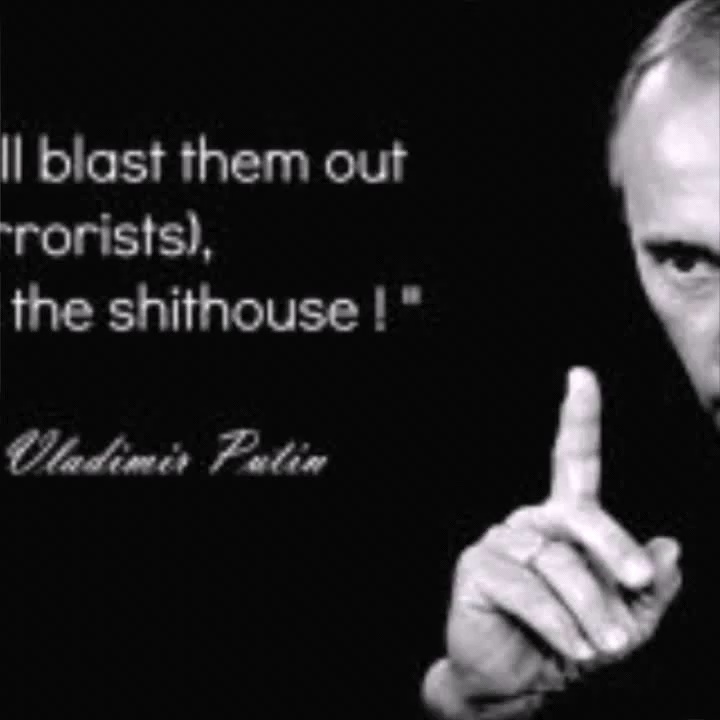 ll blast them out
rrorists),
the shithouse ! "
Vladimir Putin